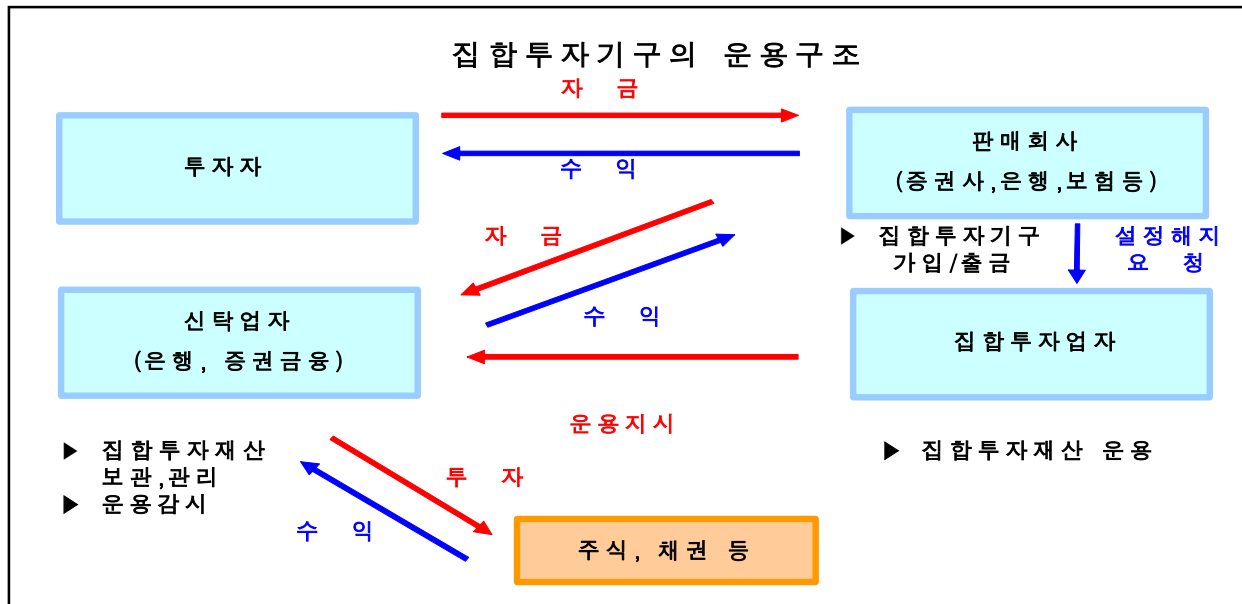 집합투자기구의 운용구조
자 금
투자자
수 익
판매회사
(증권사,은행,보험등)
자 금
▶ 집합투자기구
가입/출금
설정해지
요 청
신탁업자
(은행, 증권금융)
수 익
집합투자업자
운용지시
▶ 집합투자재산
보관,관리
▶ 운용감시
▶ 집합투자재산 운용
투 자
수 익
주식, 채권 등